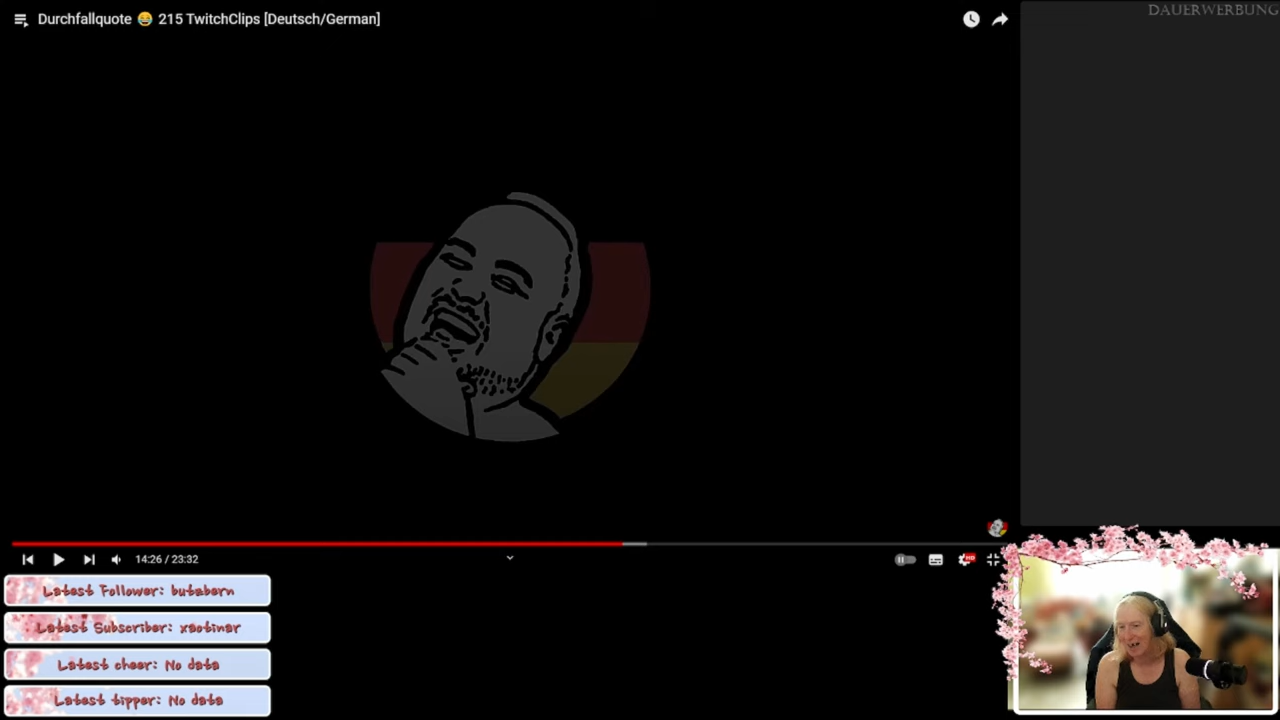 Durchfallquote 😂 215 TwitchClips [Deutsch/German]
DAUERWERBUNG
14:26 / 23:32
HD
Latest Follower: butabern
Latest Subscriber: xaotinar
Latest cheer: No data
Latest tipper: No data